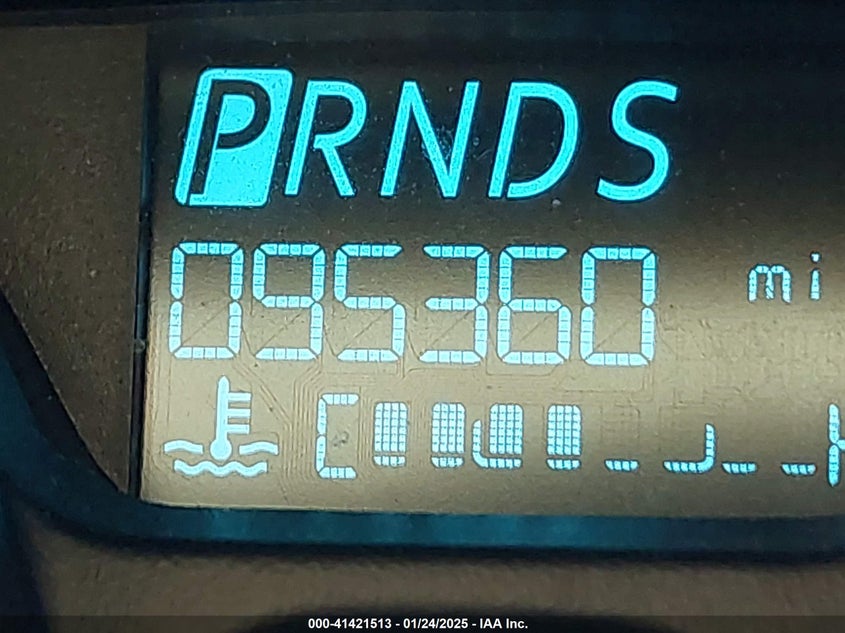 PRNDS
095360 mi
C H
000-41421513 - 01/24/2025 - IAA Inc.